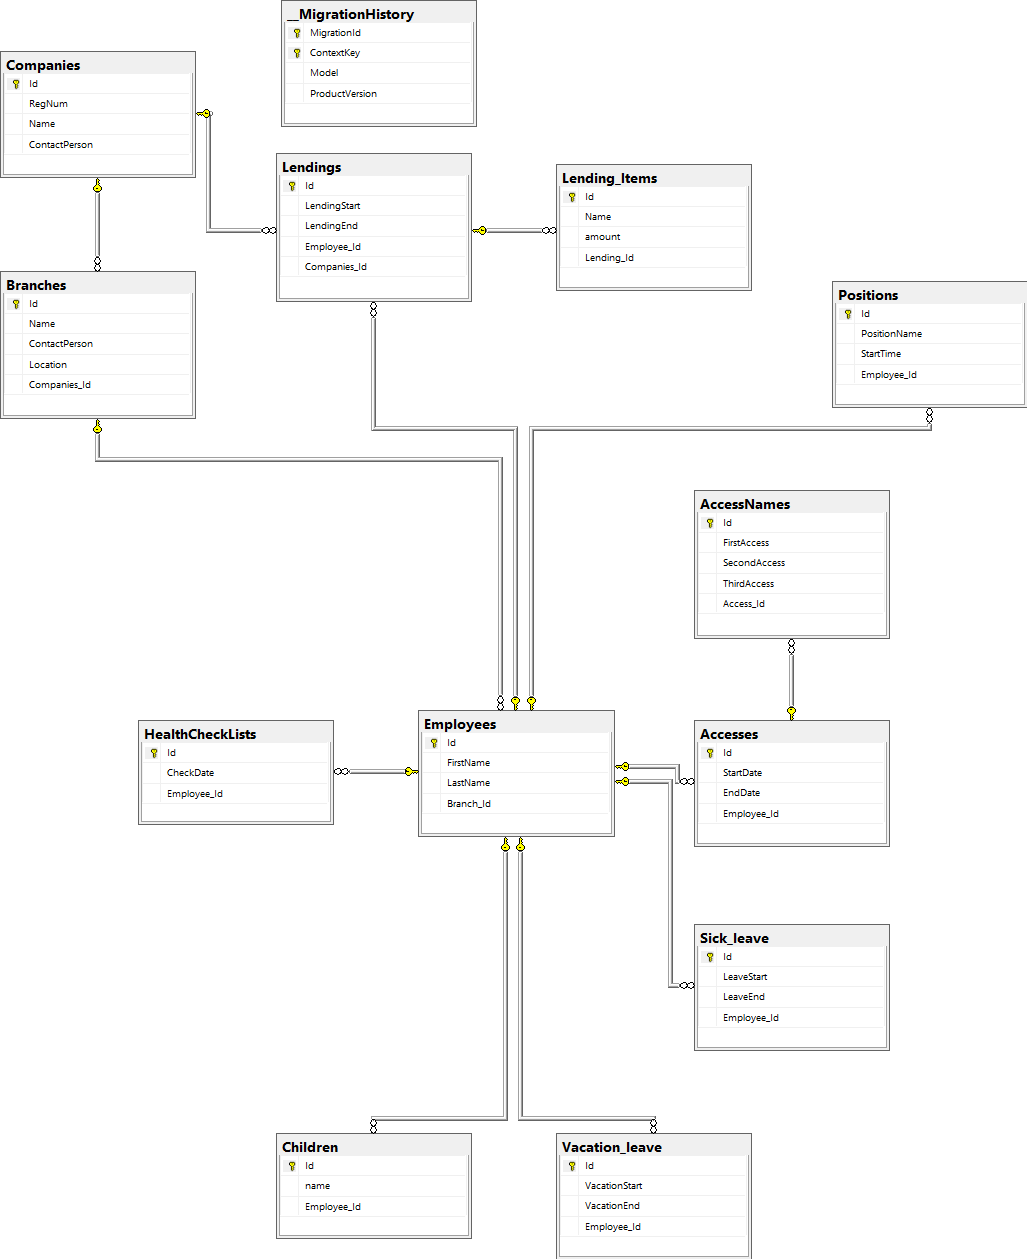 __MigrationHistory
MigrationId
ContextKey
Model
ProductVersion
Companies
Id
RegNum
Name
ContactPerson
Lendings
Id
LendingStart
LendingEnd
Employee_Id
Companies_Id
Lending_Items
Id
Name
amount
Lending_Id
Branches
Id
Name
ContactPerson
Location
Companies_Id
Positions
Id
PositionName
StartTime
Employee_Id
AccessNames
Id
FirstAccess
SecondAccess
ThirdAccess
Access_Id
HealthCheckLists
Id
CheckDate
Employee_Id
Employees
Id
FirstName
LastName
Branch_Id
Accesses
Id
StartDate
EndDate
Employee_Id
Sick_leave
Id
LeaveStart
LeaveEnd
Employee_Id
Children
Id
name
Employee_Id
Vacation_leave
Id
VacationStart
VacationEnd
Employee_Id